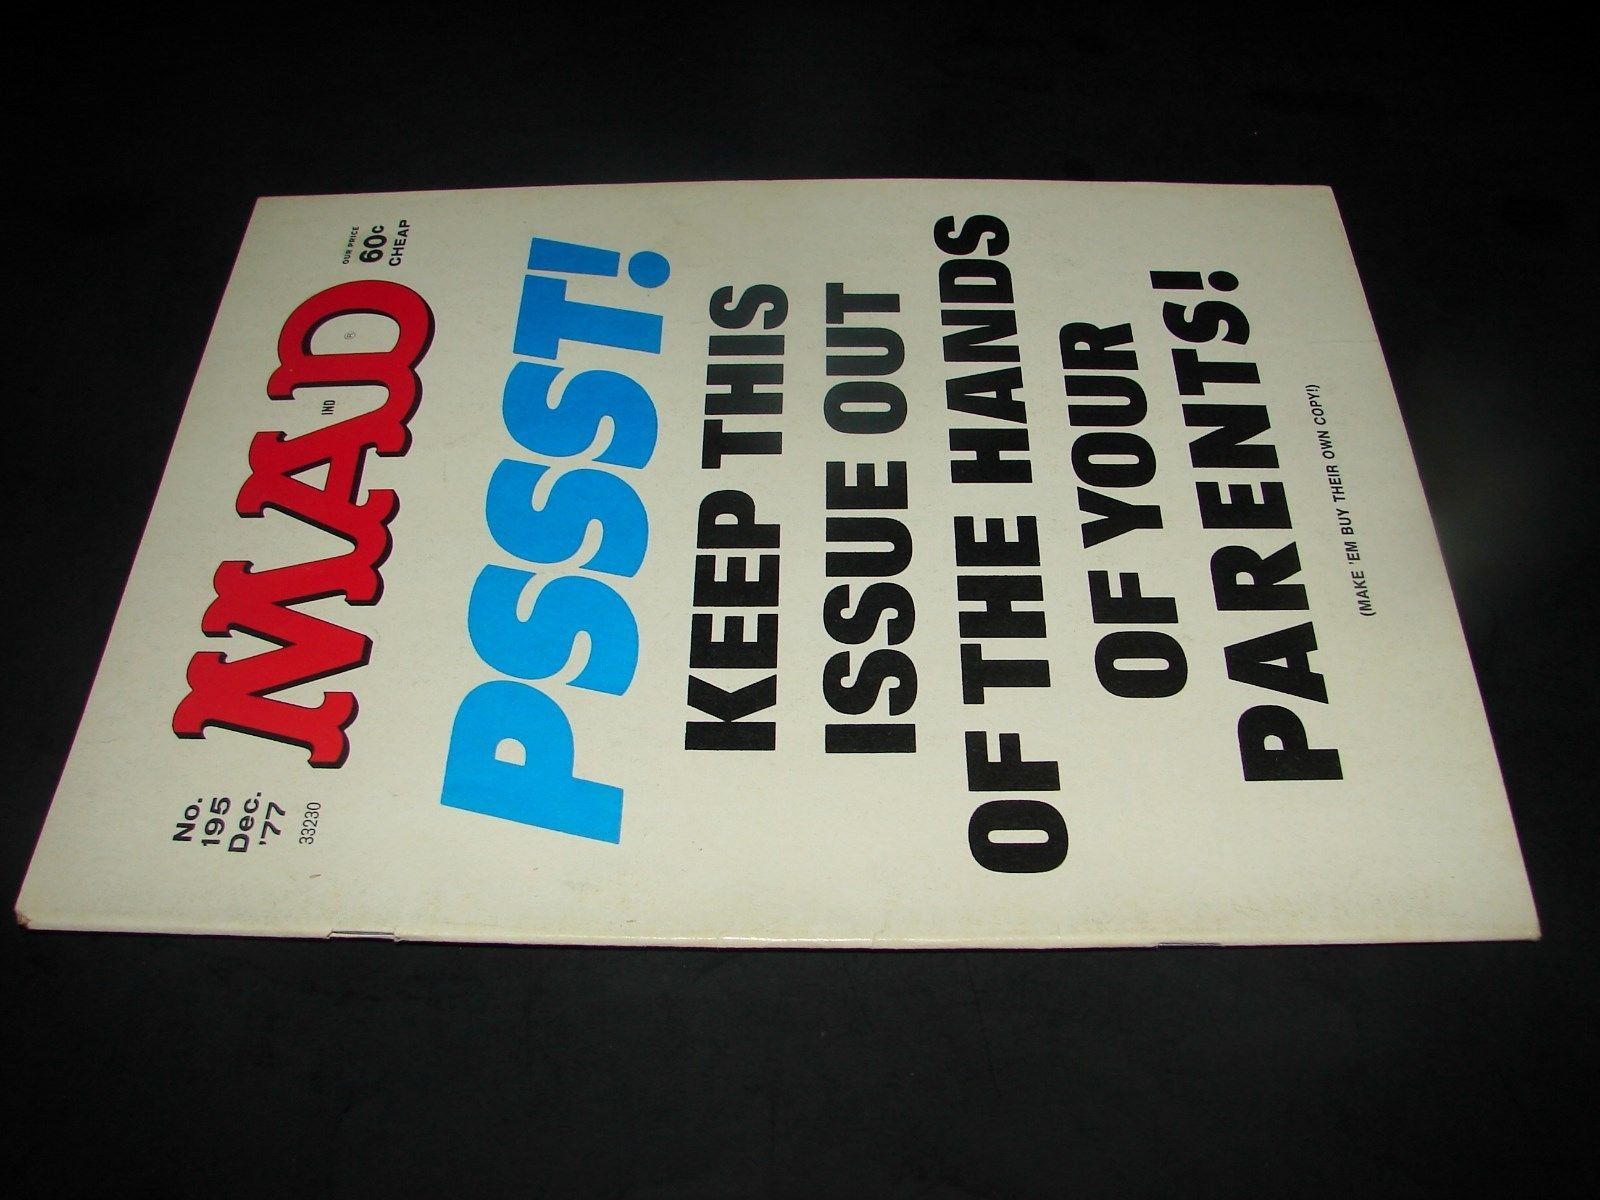 No.
195
Dec.
'77
33230
MAD
IND
®
OUR PRICE
60c
CHEAP
PSSST!
KEEP THIS
ISSUE OUT
OF THE HANDS
OF YOUR
PARENTS!
(MAKE 'EM BUY THEIR OWN COPY!)